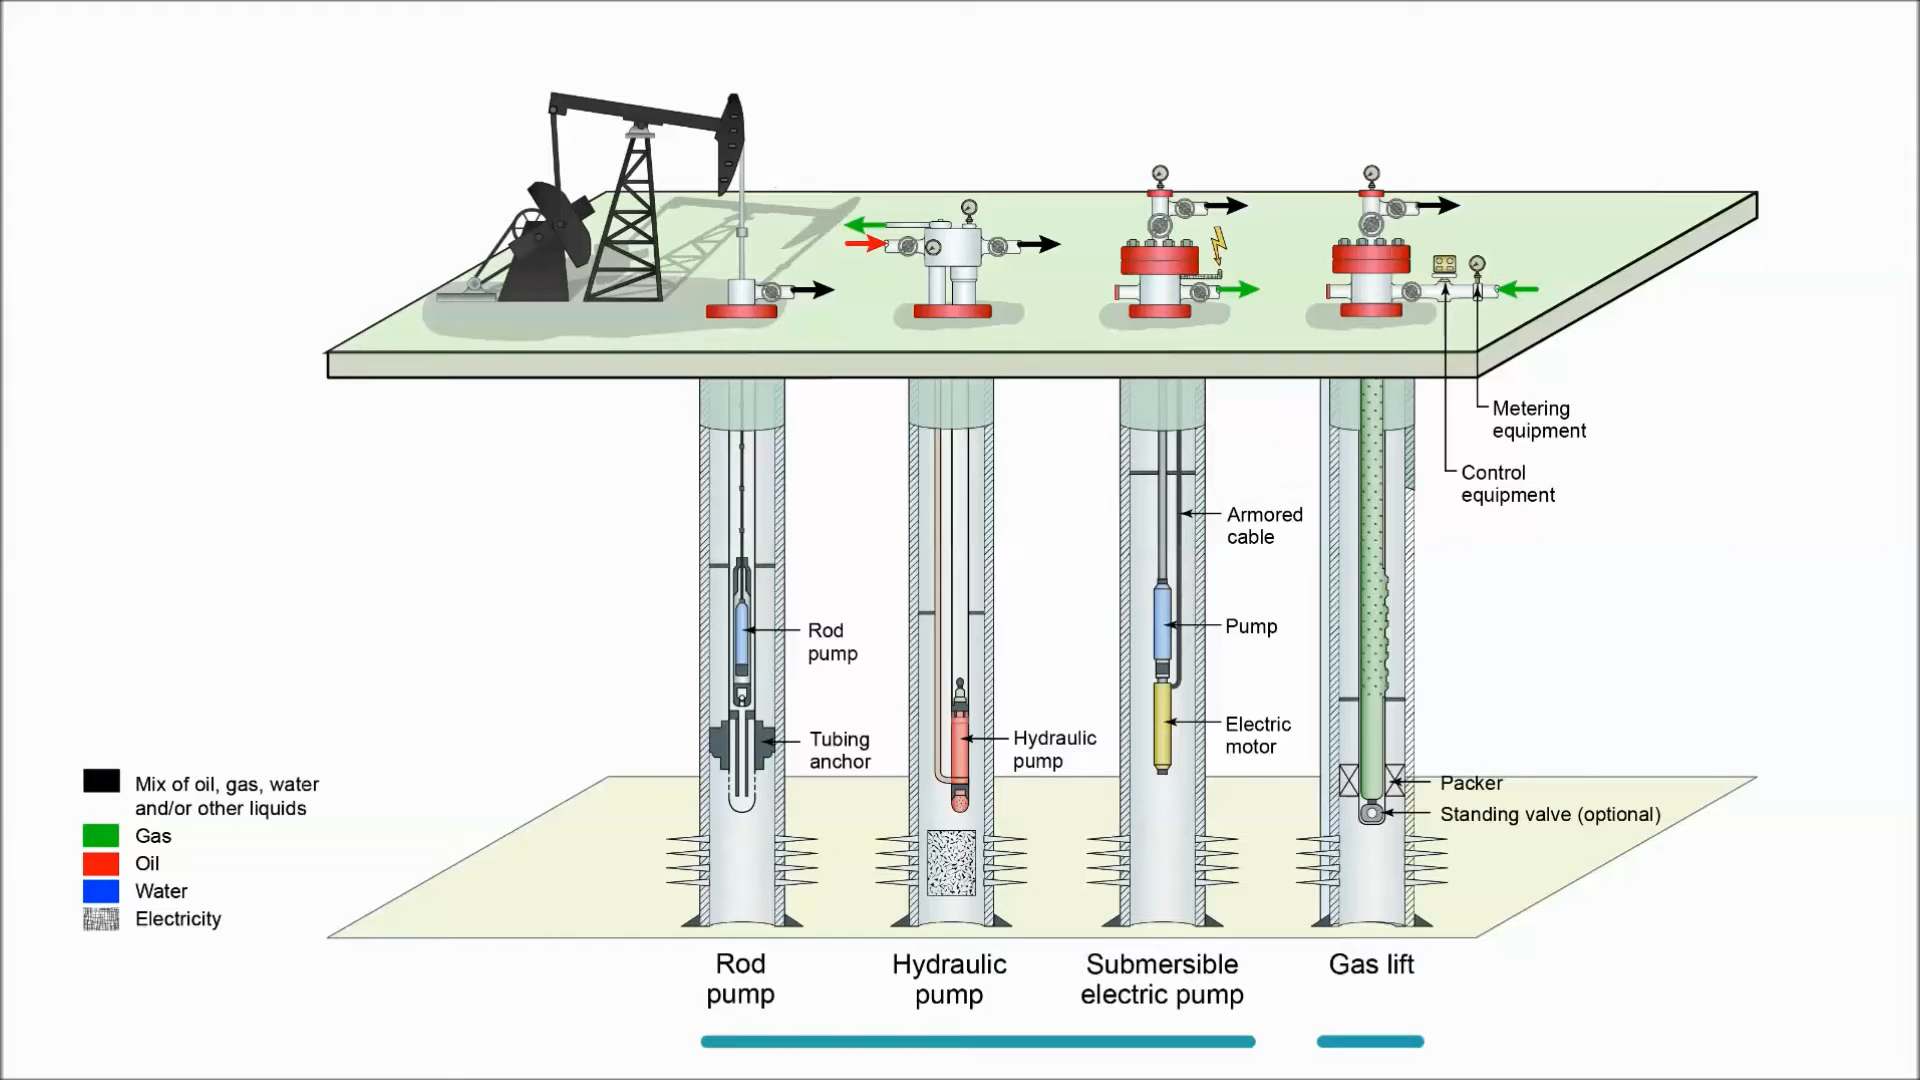 Metering
equipment
Control
equipment
Armored
cable
Rod
pump
Pump
Tubing
anchor
Hydraulic
pump
Electric
motor
Packer
Standing valve (optional)
Mix of oil, gas, water
and/or other liquids
Gas
Oil
Water
Electricity
Rod
pump
Hydraulic
pump
Submersible
electric pump
Gas lift